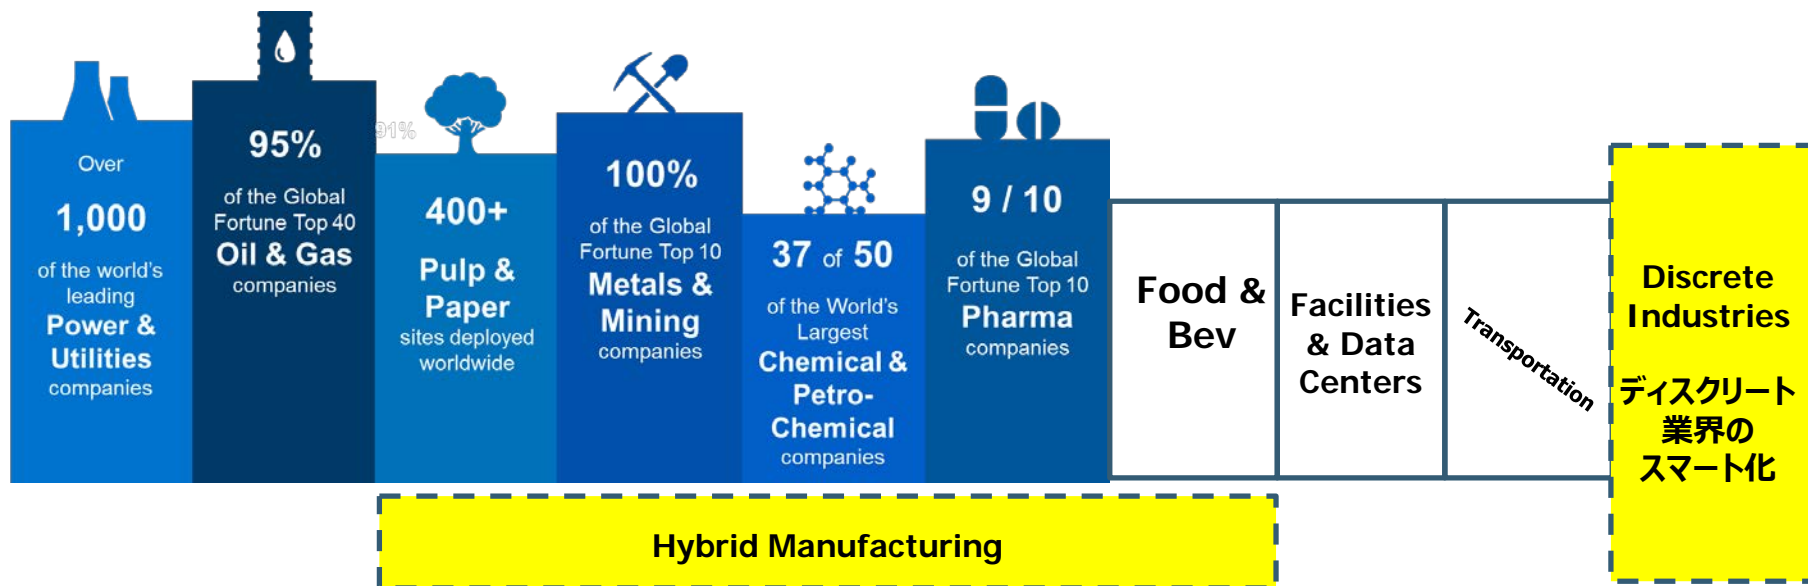 Over
1,000
of the world's
leading
Power &
Utilities
companies
95%
of the Global
Fortune Top 40
Oil & Gas
companies
91%
400+
Pulp &
Paper
sites deployed
worldwide
100%
of the Global
Fortune Top 10
Metals &
Mining
companies
37 of 50
of the World's
Largest
Chemical &
Petro-
Chemical
companies
9 / 10
of the Global
Fortune Top 10
Pharma
companies
Food &
Bev
Facilities
& Data
Centers
Transportation
Discrete
Industries
ディスクリート
業界の
スマート化
Hybrid Manufacturing